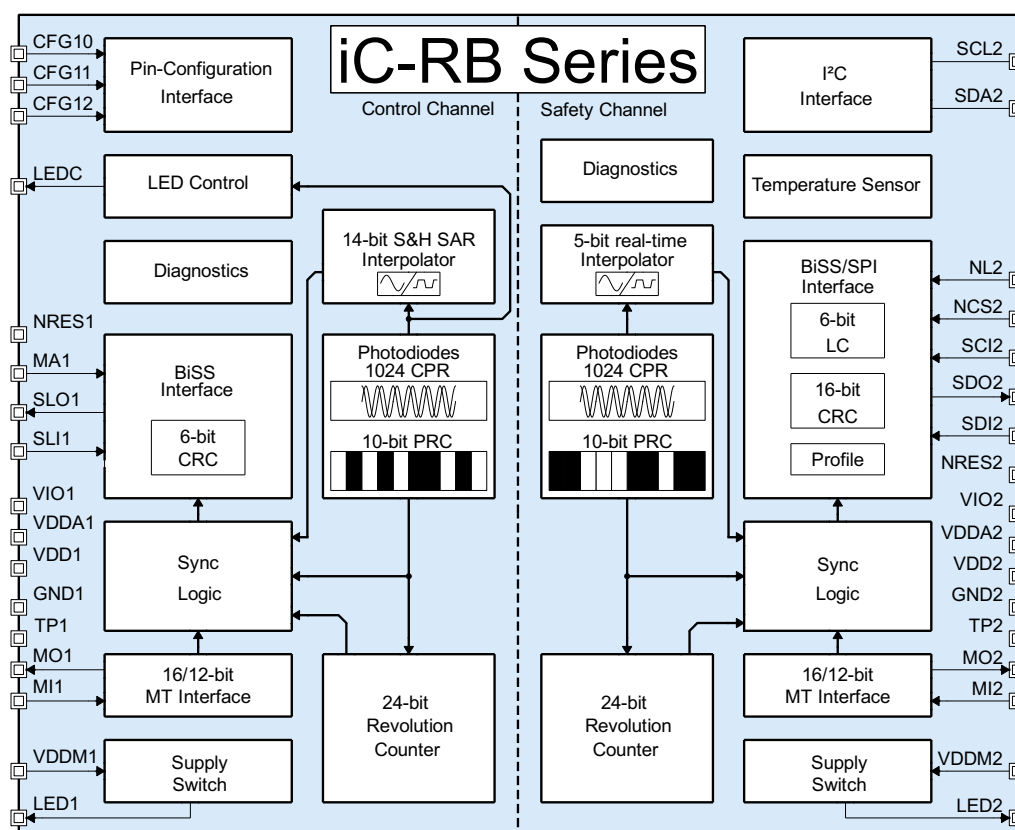 iC-RB Series
Control Channel
Safety Channel
CFG10
CFG11
CFG12
Pin-Configuration
Interface
LEDC
LED Control
14-bit S&H SAR
Interpolator
Diagnostics
NRES1
MA1
SLO1
SLI1
BiSS
Interface
6-bit
CRC
Photodiodes
1024 CPR
10-bit PRC
VIO1
VDDA1
VDD1
GND1
TP1
MO1
MI1
Sync
Logic
16/12-bit
MT Interface
24-bit
Revolution
Counter
VDDM1
LED1
Supply
Switch
Diagnostics
5-bit real-time
Interpolator
Photodiodes
1024 CPR
10-bit PRC
24-bit
Revolution
Counter
I²C
Interface
SCL2
SDA2
Temperature Sensor
BiSS/SPI
Interface
6-bit
LC
16-bit
CRC
Profile
NL2
NCS2
SCI2
SDO2
SDI2
NRES2
VIO2
VDDA2
VDD2
GND2
TP2
MO2
MI2
Sync
Logic
16/12-bit
MT Interface
Supply
Switch
VDDM2
LED2